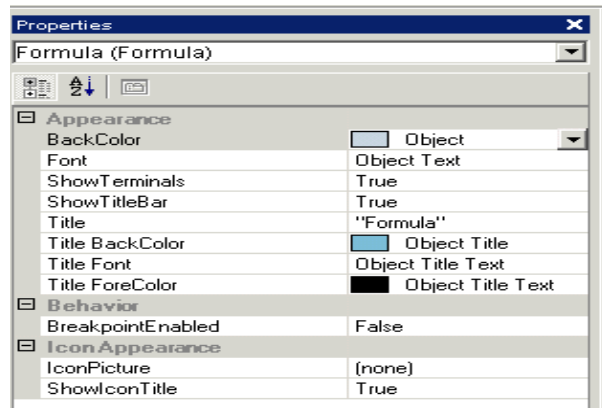 Properties
Formula (Formula)
Appearance
BackColor Object
Font Object Text
ShowTerminals True
ShowTitleBar True
Title "Formula"
Title BackColor Object Title
Title Font Object Title Text
Title ForeColor Object Title Text
Behavior
BreakpointEnabled False
Icon Appearance
IconPicture (none)
ShowIconTitle True